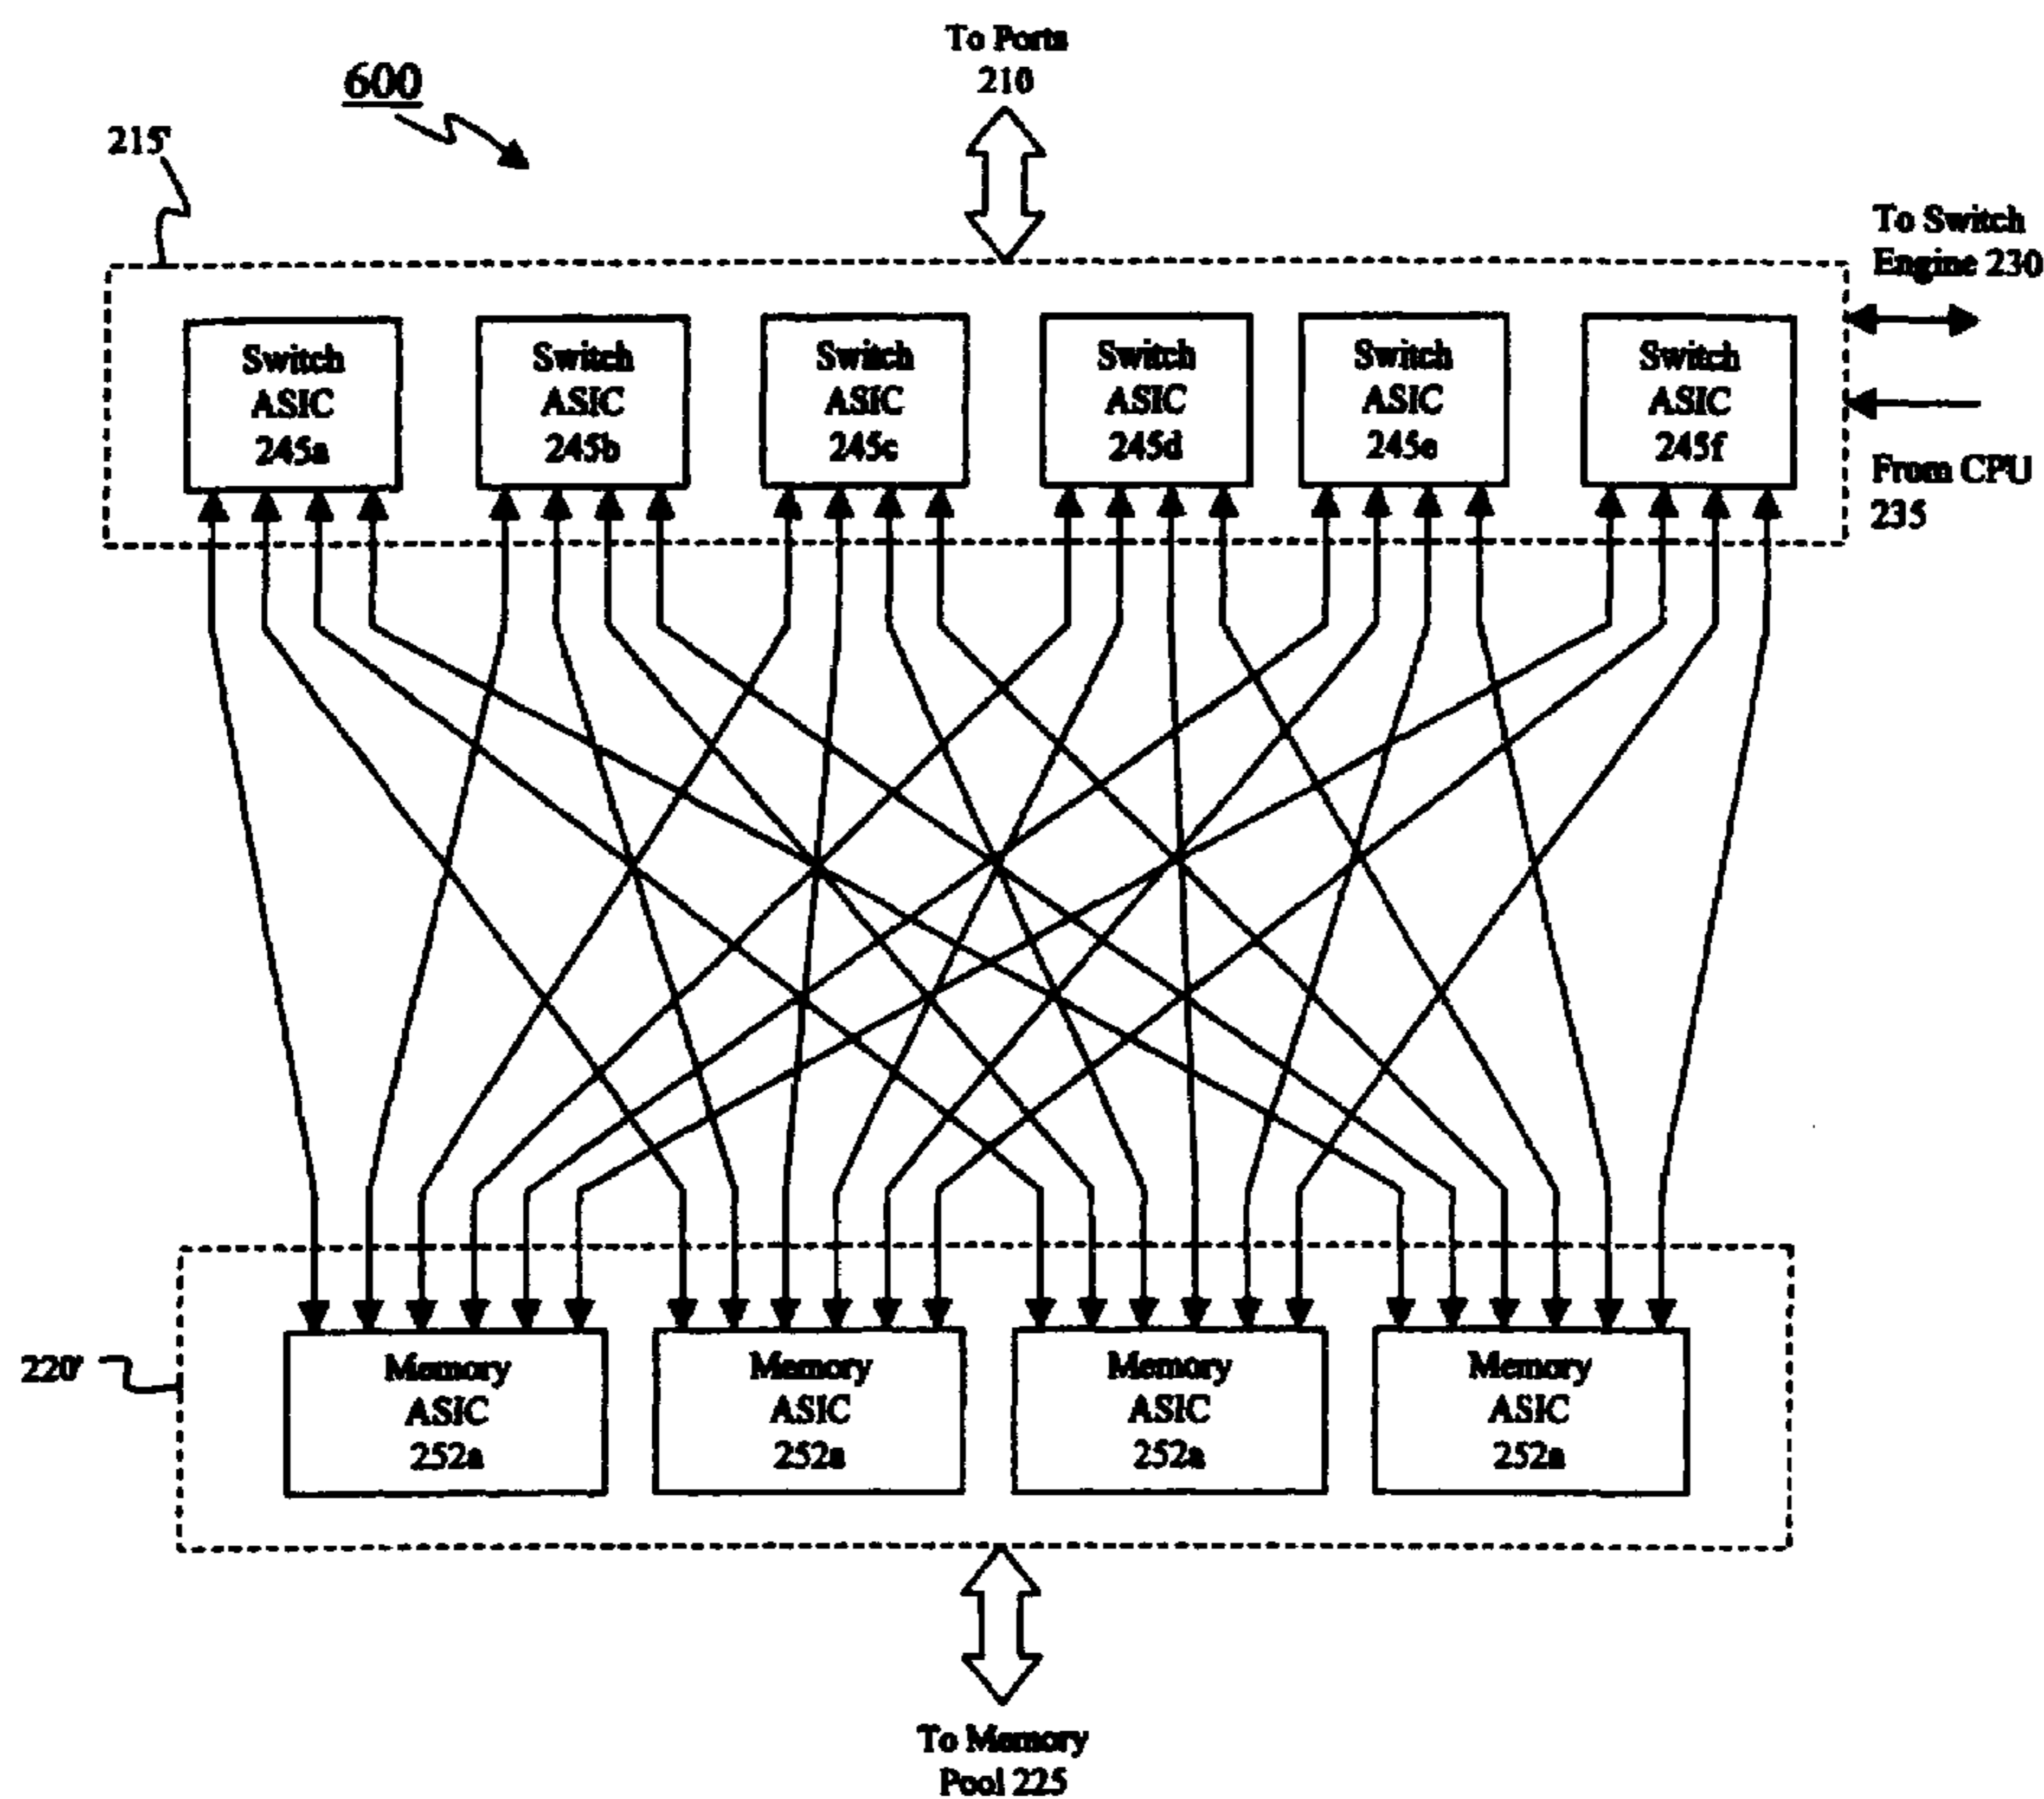 To Ports
210
600
215'
To Switch
Engine 230
Switch
ASIC
245a
Switch
ASIC
245b
Switch
ASIC
245c
Switch
ASIC
245d
Switch
ASIC
245e
Switch
ASIC
245f
From CPU
235
220'
Memory
ASIC
252a
Memory
ASIC
252a
Memory
ASIC
252a
Memory
ASIC
252a
To Memory
Pool 225